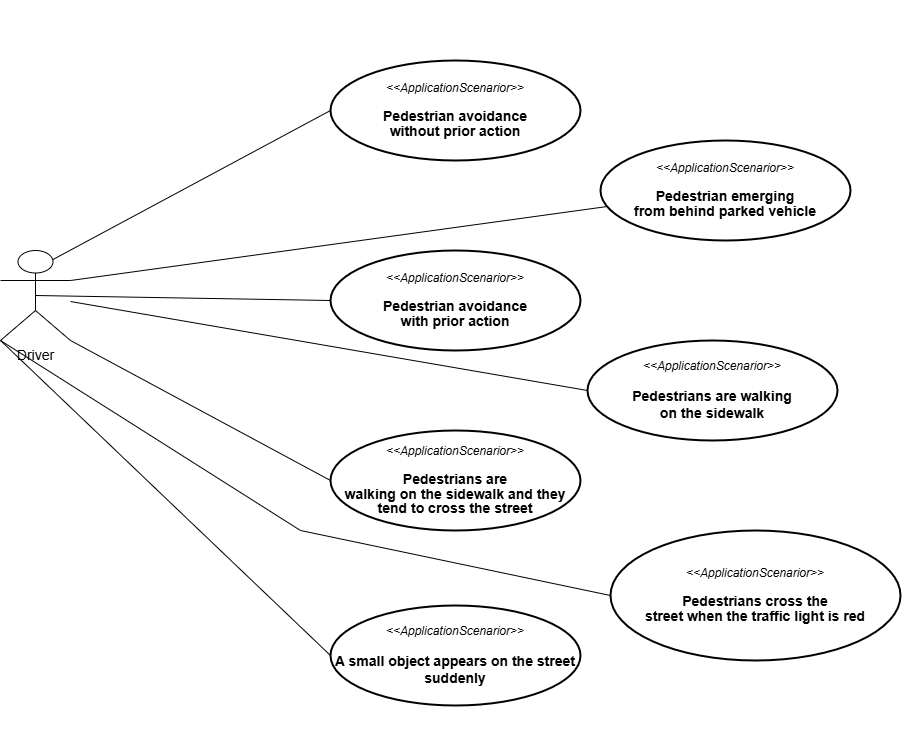 <<ApplicationScenarior>>
Pedestrian avoidance
without prior action
<<ApplicationScenarior>>
Pedestrian emerging
from behind parked vehicle
<<ApplicationScenarior>>
Pedestrian avoidance
with prior action
Driver
<<ApplicationScenarior>>
Pedestrians are walking
on the sidewalk
<<ApplicationScenarior>>
Pedestrians are
walking on the sidewalk and they
tend to cross the street
<<ApplicationScenarior>>
Pedestrians cross the
street when the traffic light is red
<<ApplicationScenarior>>
A small object appears on the street
suddenly